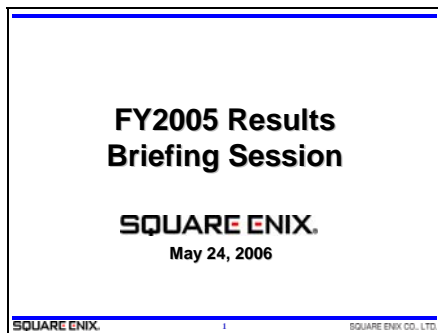 FY2005 Results
Briefing Session
SQUARE ENIX.
May 24, 2006
SQUARE ENIX.
1
SQUARE ENIX CO., LTD.